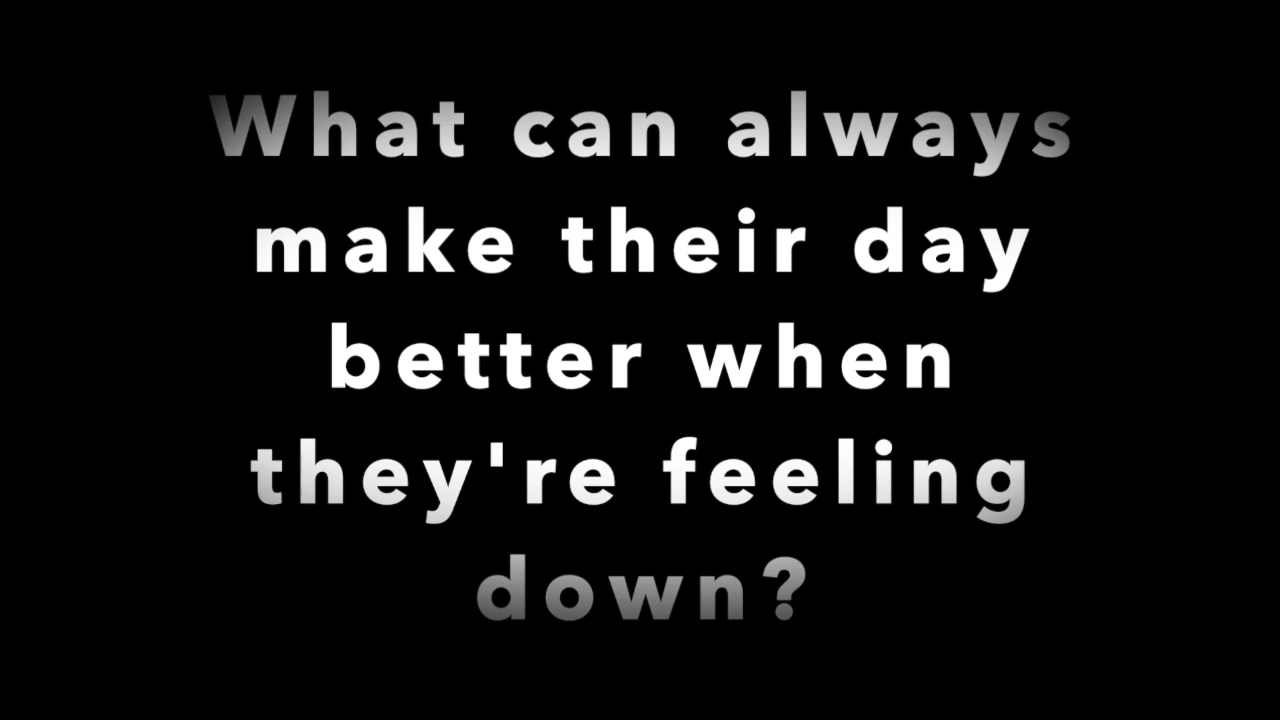 What can always
make their day
better when
they're feeling
down?